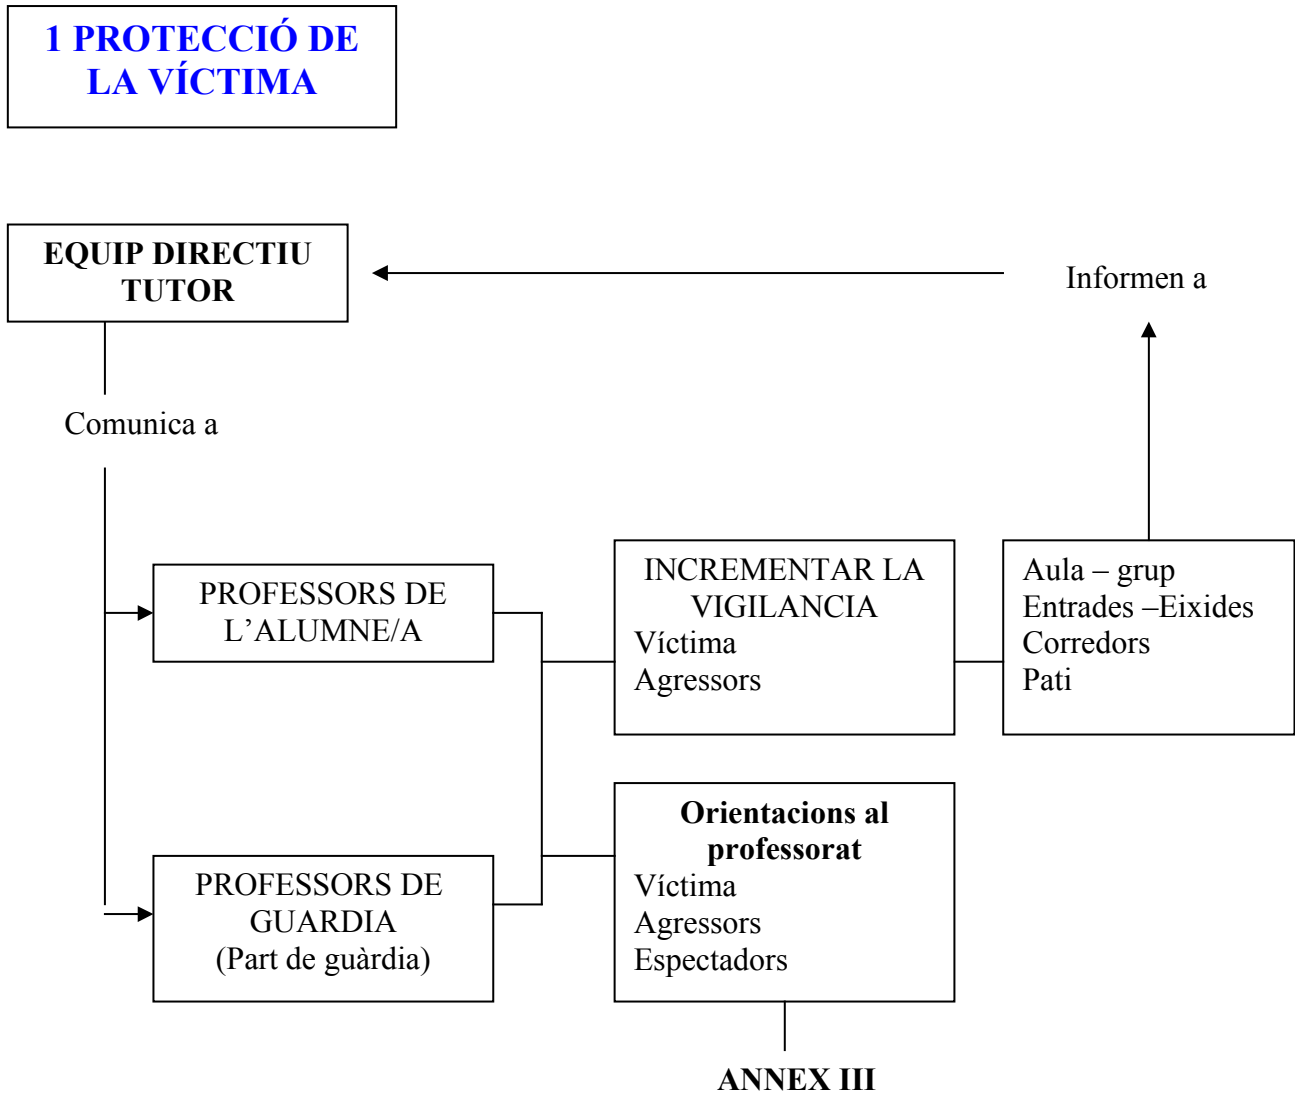 1 PROTECCIÓ DE
LA VÍCTIMA
EQUIP DIRECTIU
TUTOR
Informen a
Comunica a
PROFESSORS DE
L’ALUMNE/A
INCREMENTAR LA
VIGILANCIA
Víctima
Agressors
Aula – grup
Entrades –Eixides
Corredors
Pati
PROFESSORS DE
GUARDIA
(Part de guàrdia)
Orientacions al
professorat
Víctima
Agressors
Espectadors
ANNEX III